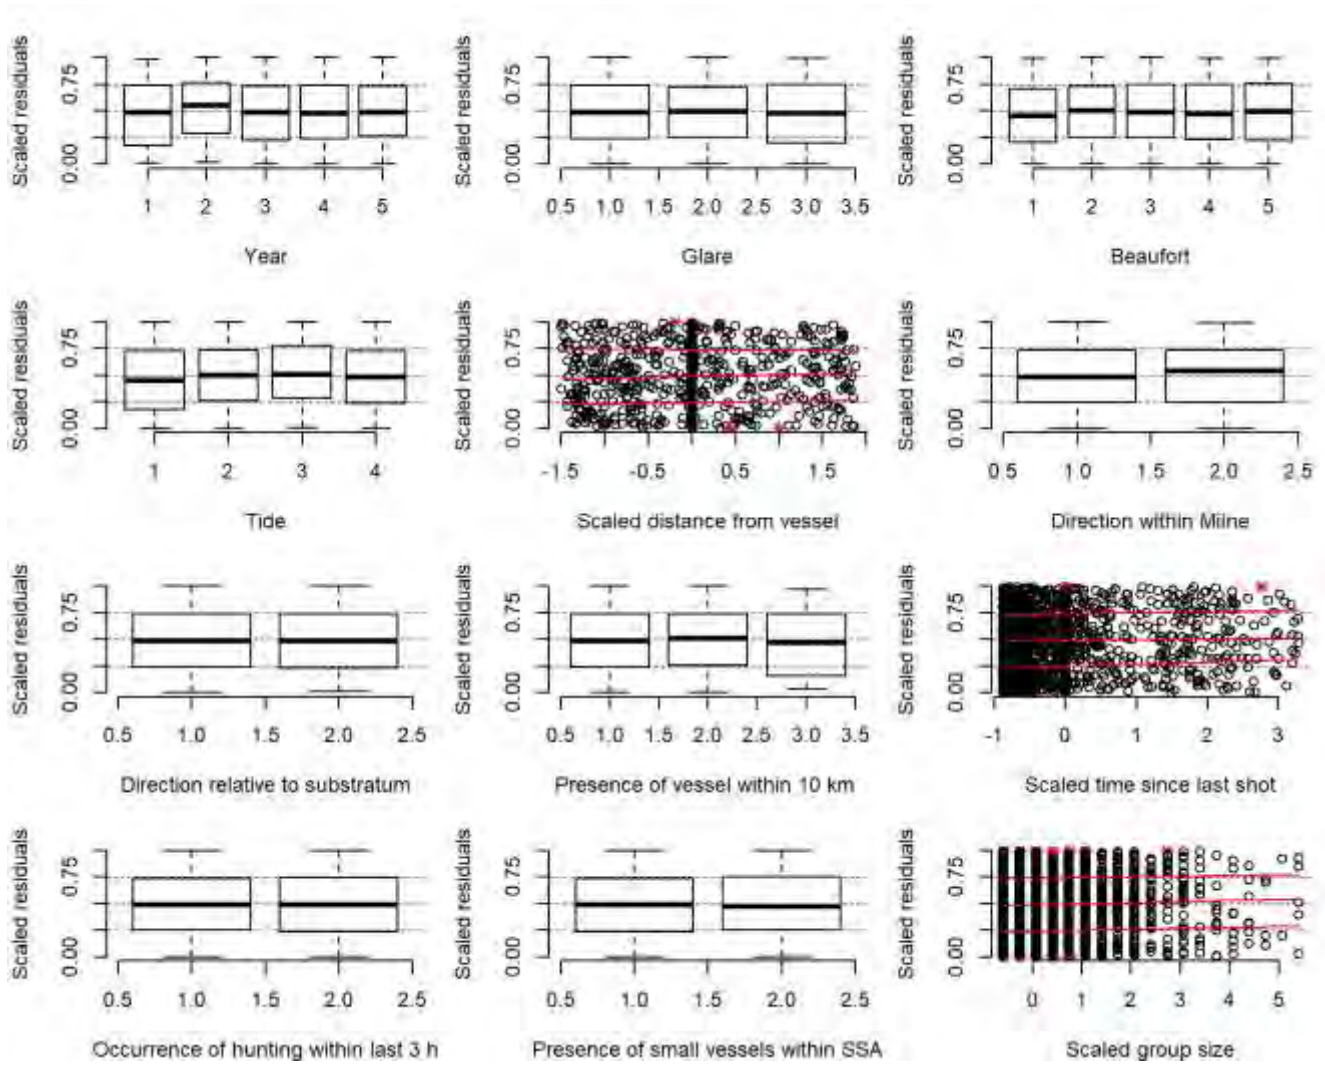 Scaled residuals
0.00 0.75
1 2 3 4 5
Year
Scaled residuals
0.00 0.75
0.5 1.0 1.5 2.0 2.5 3.0 3.5
Glare
Scaled residuals
0.00 0.75
1 2 3 4 5
Beaufort
Scaled residuals
0.00 0.75
1 2 3 4
Tide
Scaled residuals
0.00 0.75
-1.5 -0.5 0.5 1.5
Scaled distance from vessel
Scaled residuals
0.00 0.75
0.5 1.0 1.5 2.0 2.5
Direction within Milne
Scaled residuals
0.00 0.75
0.5 1.0 1.5 2.0 2.5
Direction relative to substratum
Scaled residuals
0.00 0.75
0.5 1.0 1.5 2.0 2.5 3.0 3.5
Presence of vessel within 10 km
Scaled residuals
0.00 0.75
-1 0 1 2 3
Scaled time since last shot
Scaled residuals
0.00 0.75
0.5 1.0 1.5 2.0 2.5
Occurrence of hunting within last 3 h
Scaled residuals
0.00 0.75
0.5 1.0 1.5 2.0 2.5
Presence of small vessels within SSA
Scaled residuals
0.00 0.75
0 1 2 3 4 5
Scaled group size